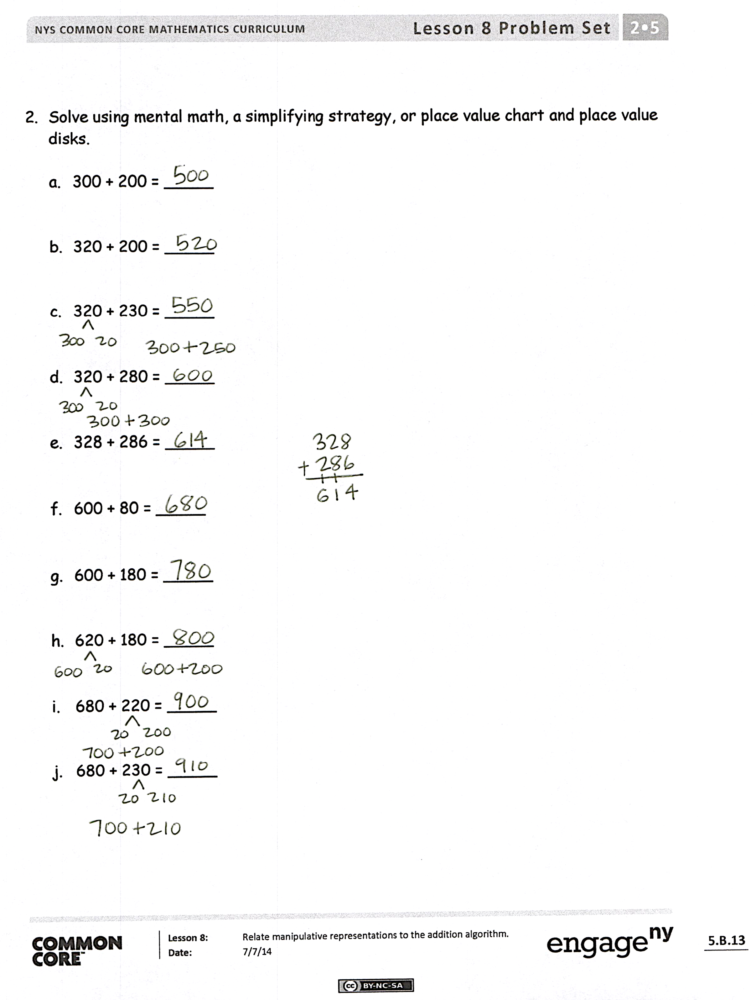 NYS COMMON CORE MATHEMATICS CURRICULUM Lesson 8 Problem Set 2•5
2. Solve using mental math, a simplifying strategy, or place value chart and place value
disks.
a. 300 + 200 = 500
b. 320 + 200 = 520
c. 320 + 230 = 550
300 20 300+250
d. 320 + 280 = 600
300 20
300+300
e. 328 + 286 = 614
328
+ 286
1 1
614
f. 600 + 80 = 680
g. 600 + 180 = 780
h. 620 + 180 = 800
600 20 600+200
i. 680 + 220 = 900
20 200
700+200
j. 680 + 230 = 910
20 210
700+210
COMMON
CORE™
Lesson 8: Relate manipulative representations to the addition algorithm.
Date: 7/7/14
engage ny
5.B.13
cc BY-NC-SA